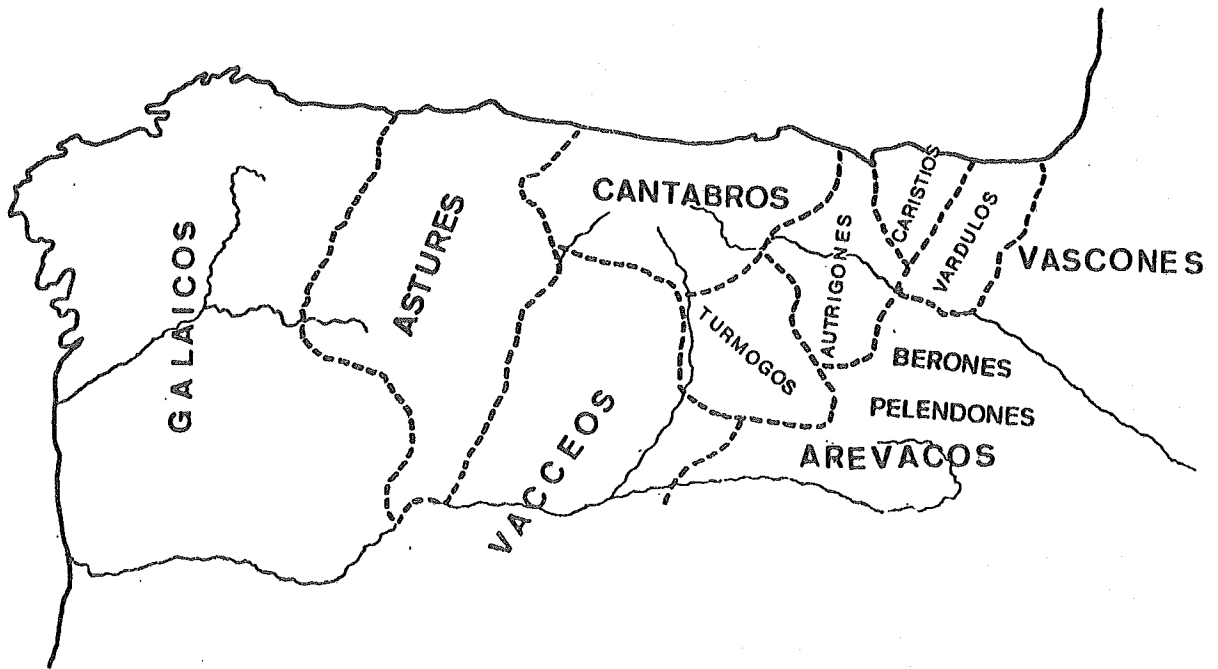 GALAICOS
ASTURES
CANTABROS
AUTRIGONES
CARISTIOS
VARDULOS
VASCONES
TURMOGOS
VACCEOS
BERONES
PELENDONES
AREVACOS